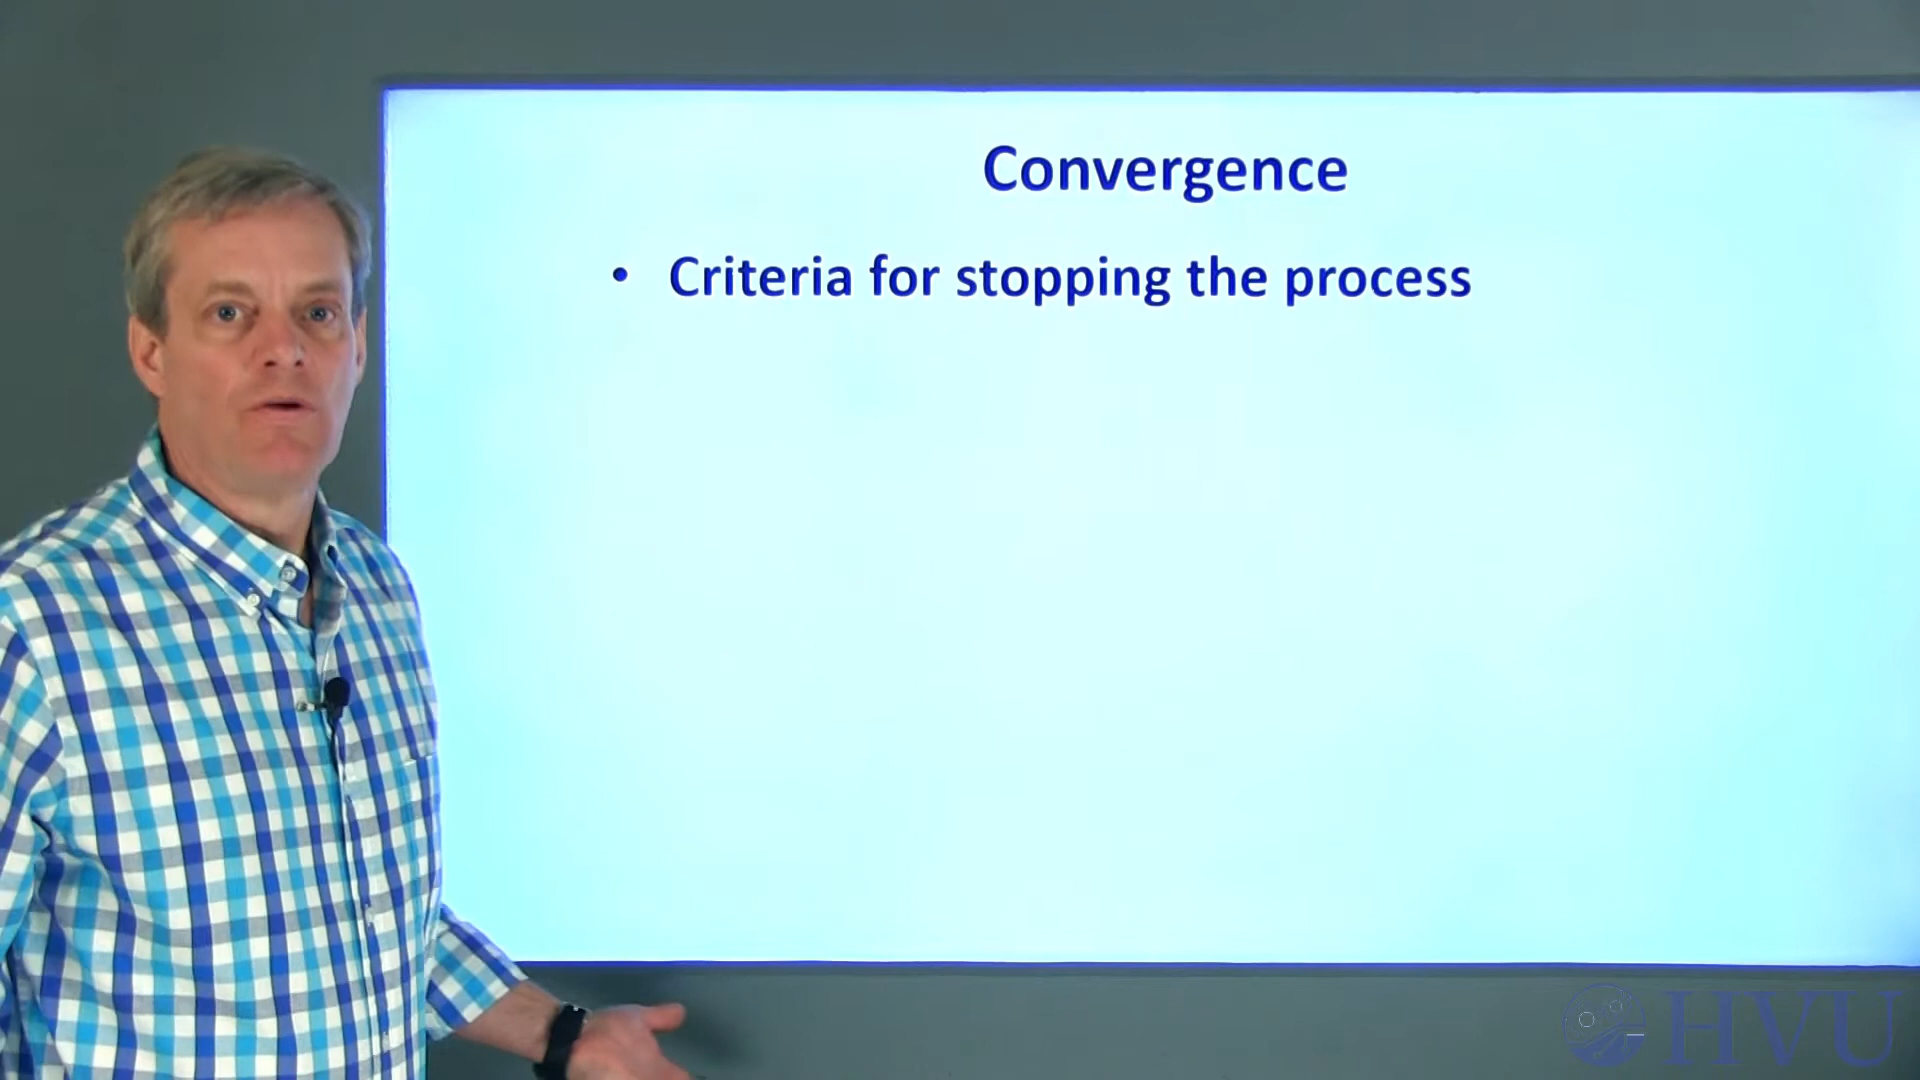 Convergence
• Criteria for stopping the process
HVU